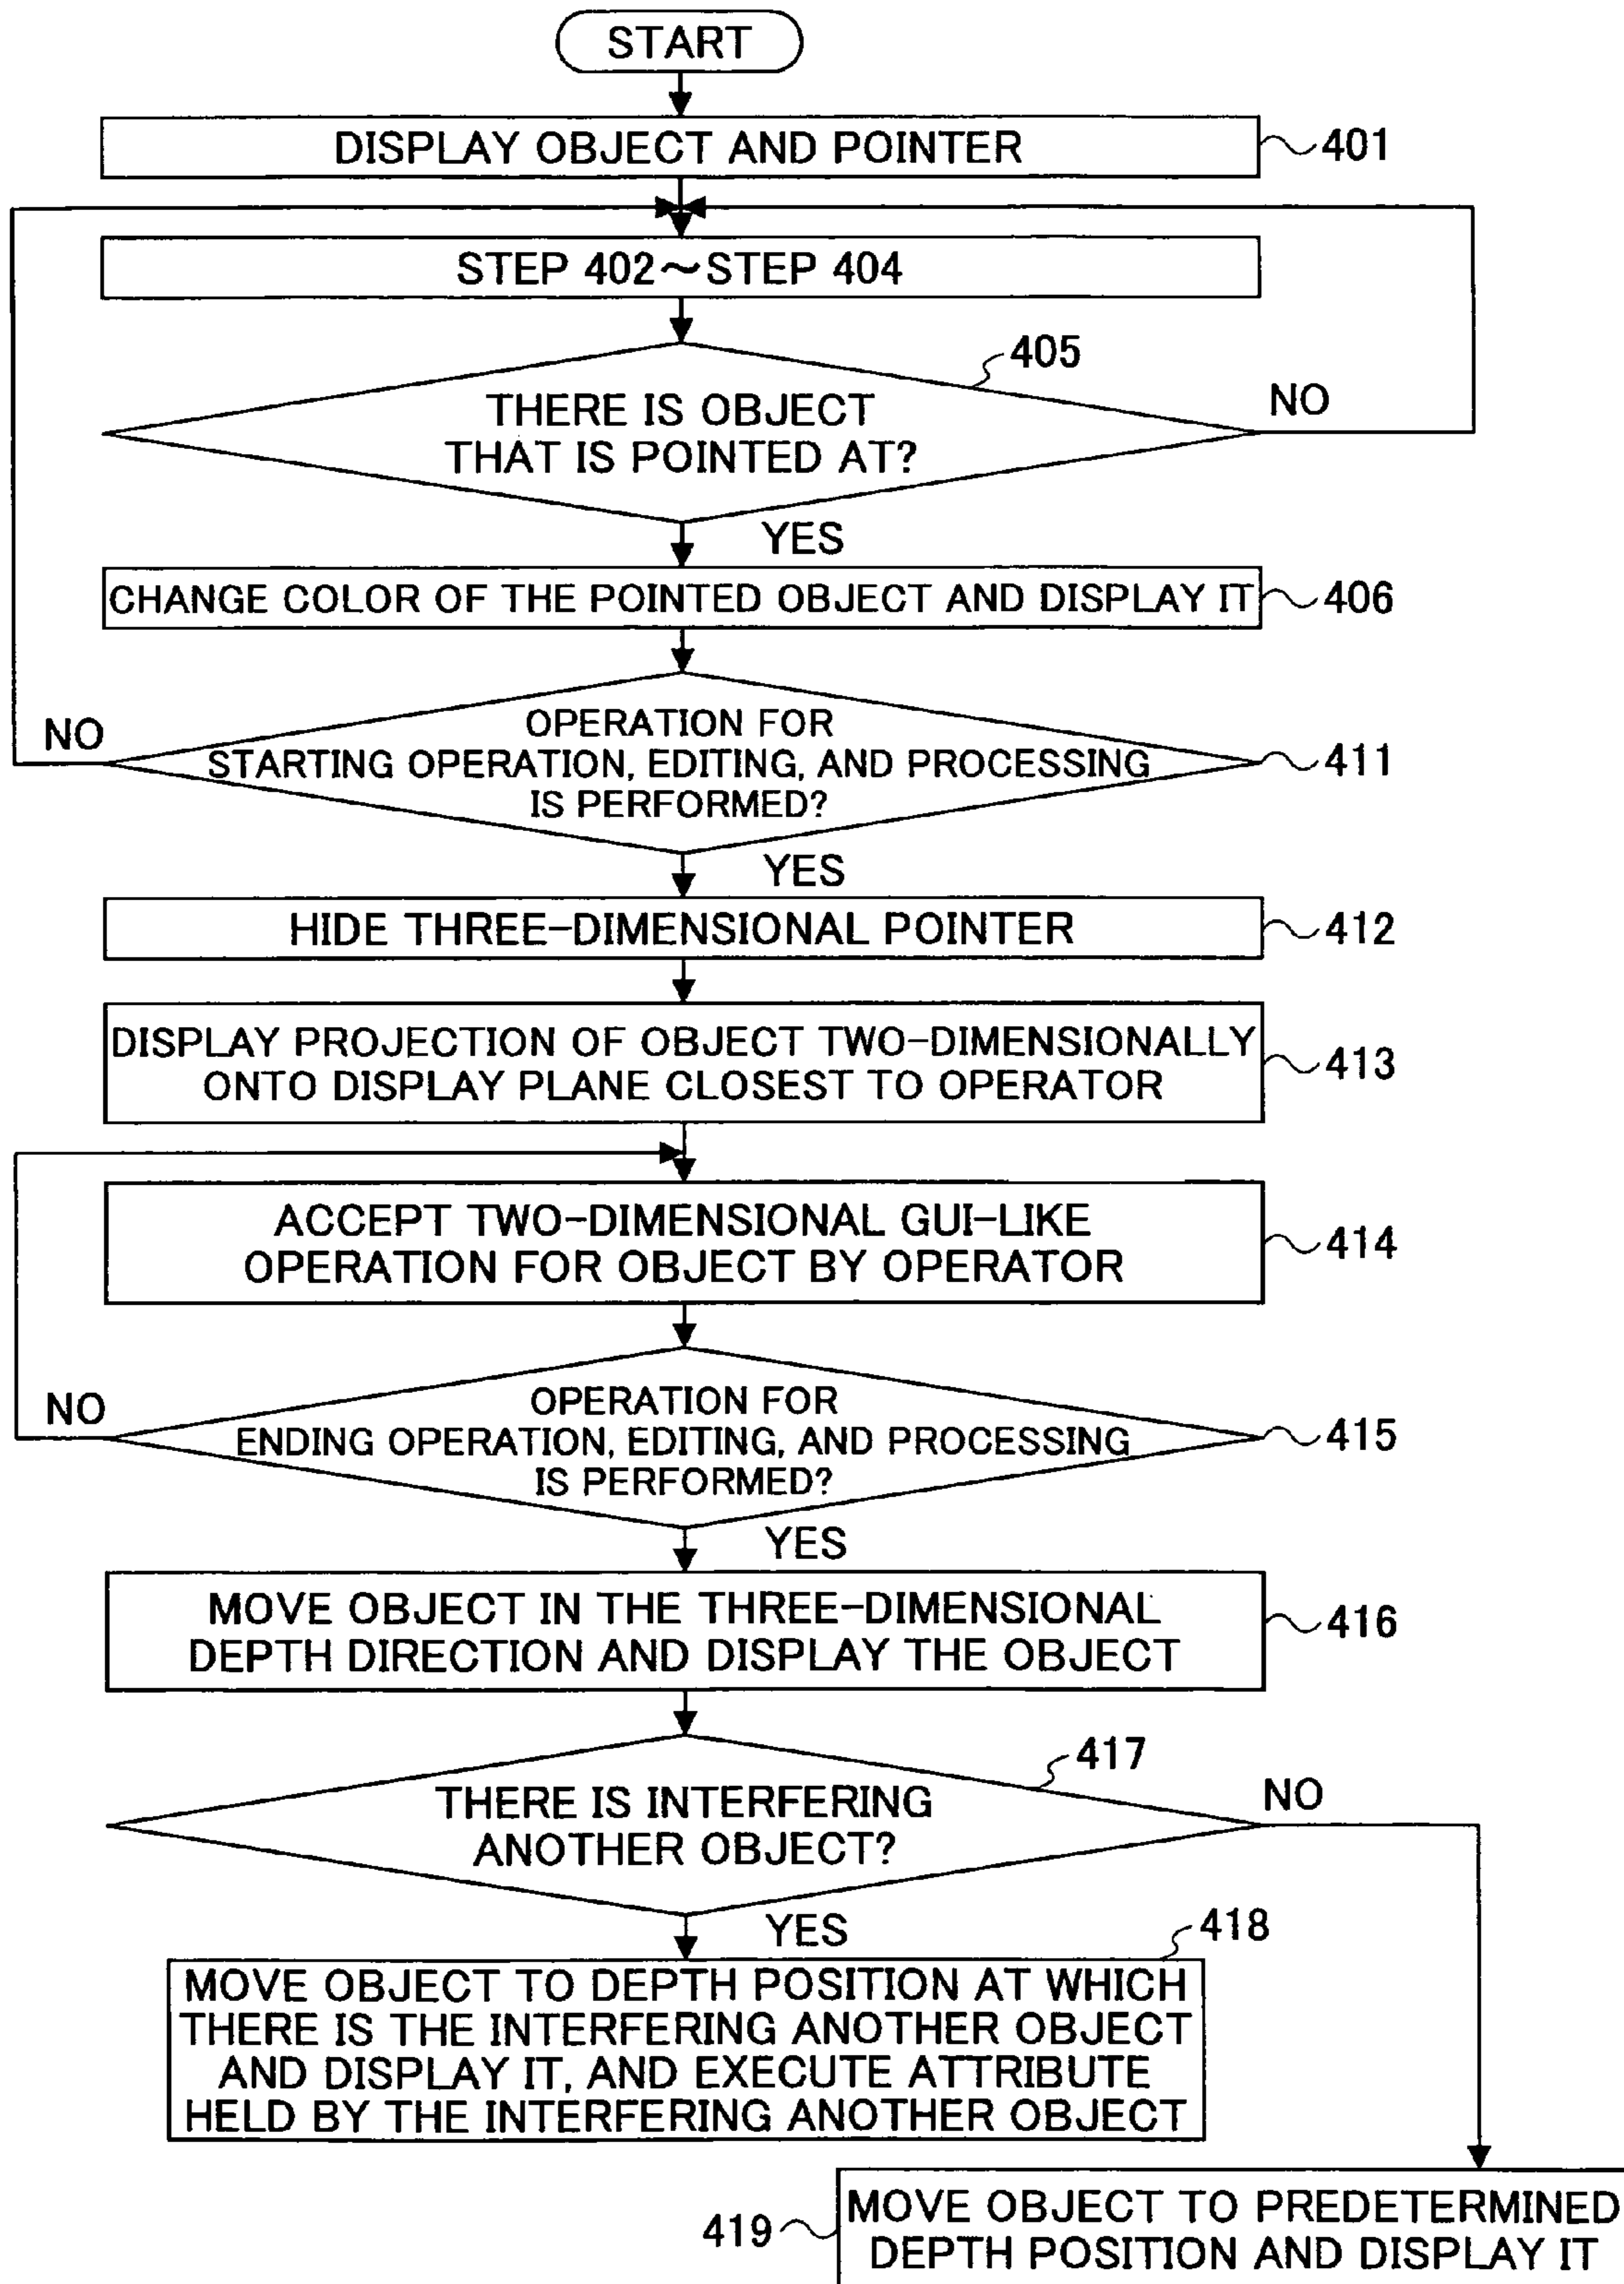 START
DISPLAY OBJECT AND POINTER
401
STEP 402～STEP 404
405
THERE IS OBJECT
THAT IS POINTED AT?
NO
YES
CHANGE COLOR OF THE POINTED OBJECT AND DISPLAY IT
406
OPERATION FOR
STARTING OPERATION, EDITING, AND PROCESSING
IS PERFORMED?
NO
411
YES
HIDE THREE-DIMENSIONAL POINTER
412
DISPLAY PROJECTION OF OBJECT TWO-DIMENSIONALLY
ONTO DISPLAY PLANE CLOSEST TO OPERATOR
413
ACCEPT TWO-DIMENSIONAL GUI-LIKE
OPERATION FOR OBJECT BY OPERATOR
414
OPERATION FOR
ENDING OPERATION, EDITING, AND PROCESSING
IS PERFORMED?
NO
415
YES
MOVE OBJECT IN THE THREE-DIMENSIONAL
DEPTH DIRECTION AND DISPLAY THE OBJECT
416
417
THERE IS INTERFERING
ANOTHER OBJECT?
NO
YES
418
MOVE OBJECT TO DEPTH POSITION AT WHICH
THERE IS THE INTERFERING ANOTHER OBJECT
AND DISPLAY IT, AND EXECUTE ATTRIBUTE
HELD BY THE INTERFERING ANOTHER OBJECT
419
MOVE OBJECT TO PREDETERMINED
DEPTH POSITION AND DISPLAY IT